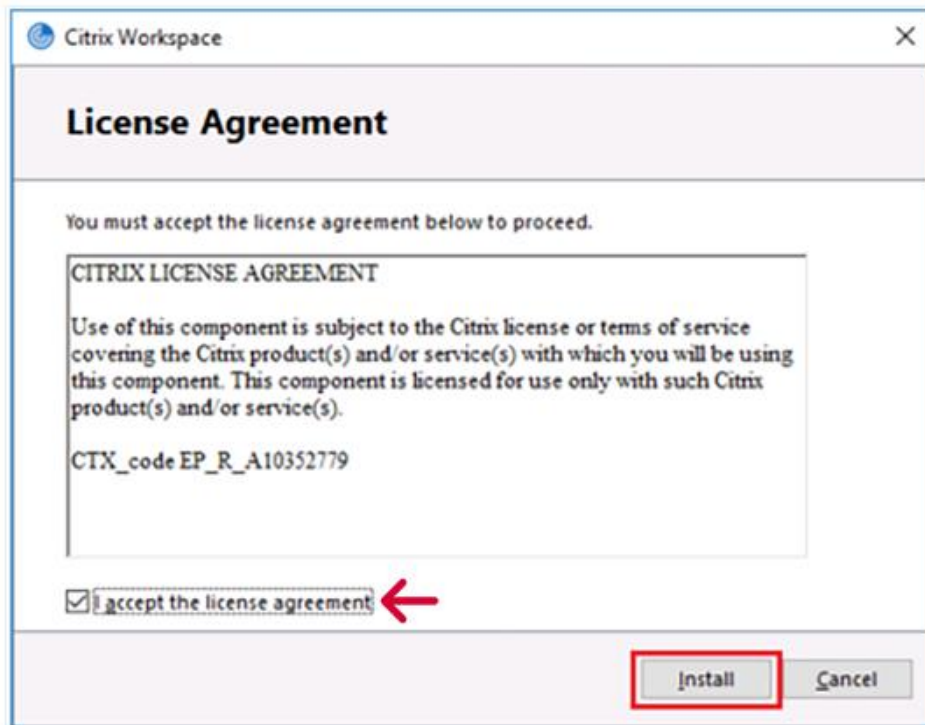 Citrix Workspace
License Agreement
You must accept the license agreement below to proceed.
CITRIX LICENSE AGREEMENT
Use of this component is subject to the Citrix license or terms of service
covering the Citrix product(s) and/or service(s) with which you will be using
this component. This component is licensed for use only with such Citrix
product(s) and/or service(s).
CTX_code EP_R_A10352779
I accept the license agreement
Install
Cancel